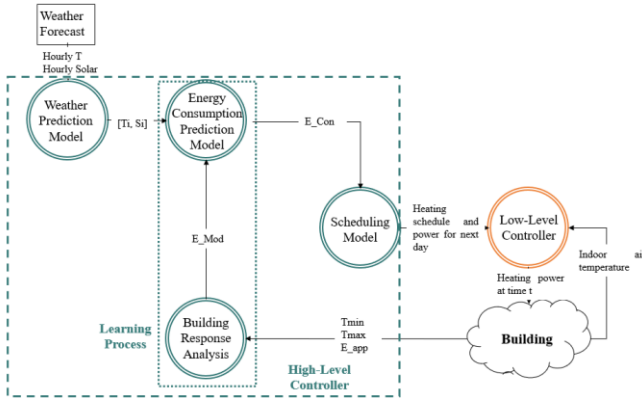 Weather
Forecast
Hourly T
Hourly Solar
Weather
Prediction
Model
[Ti, Si]
Energy
Consumption
Prediction
Model
E_Con
E_Mod
Scheduling
Model
Heating
schedule and
power for next
day
Low-Level
Controller
Indoor ai
temperature
Heating power
at time t
Building
Tmin
Tmax
E_app
Building
Response
Analysis
Learning
Process
High-Level
Controller